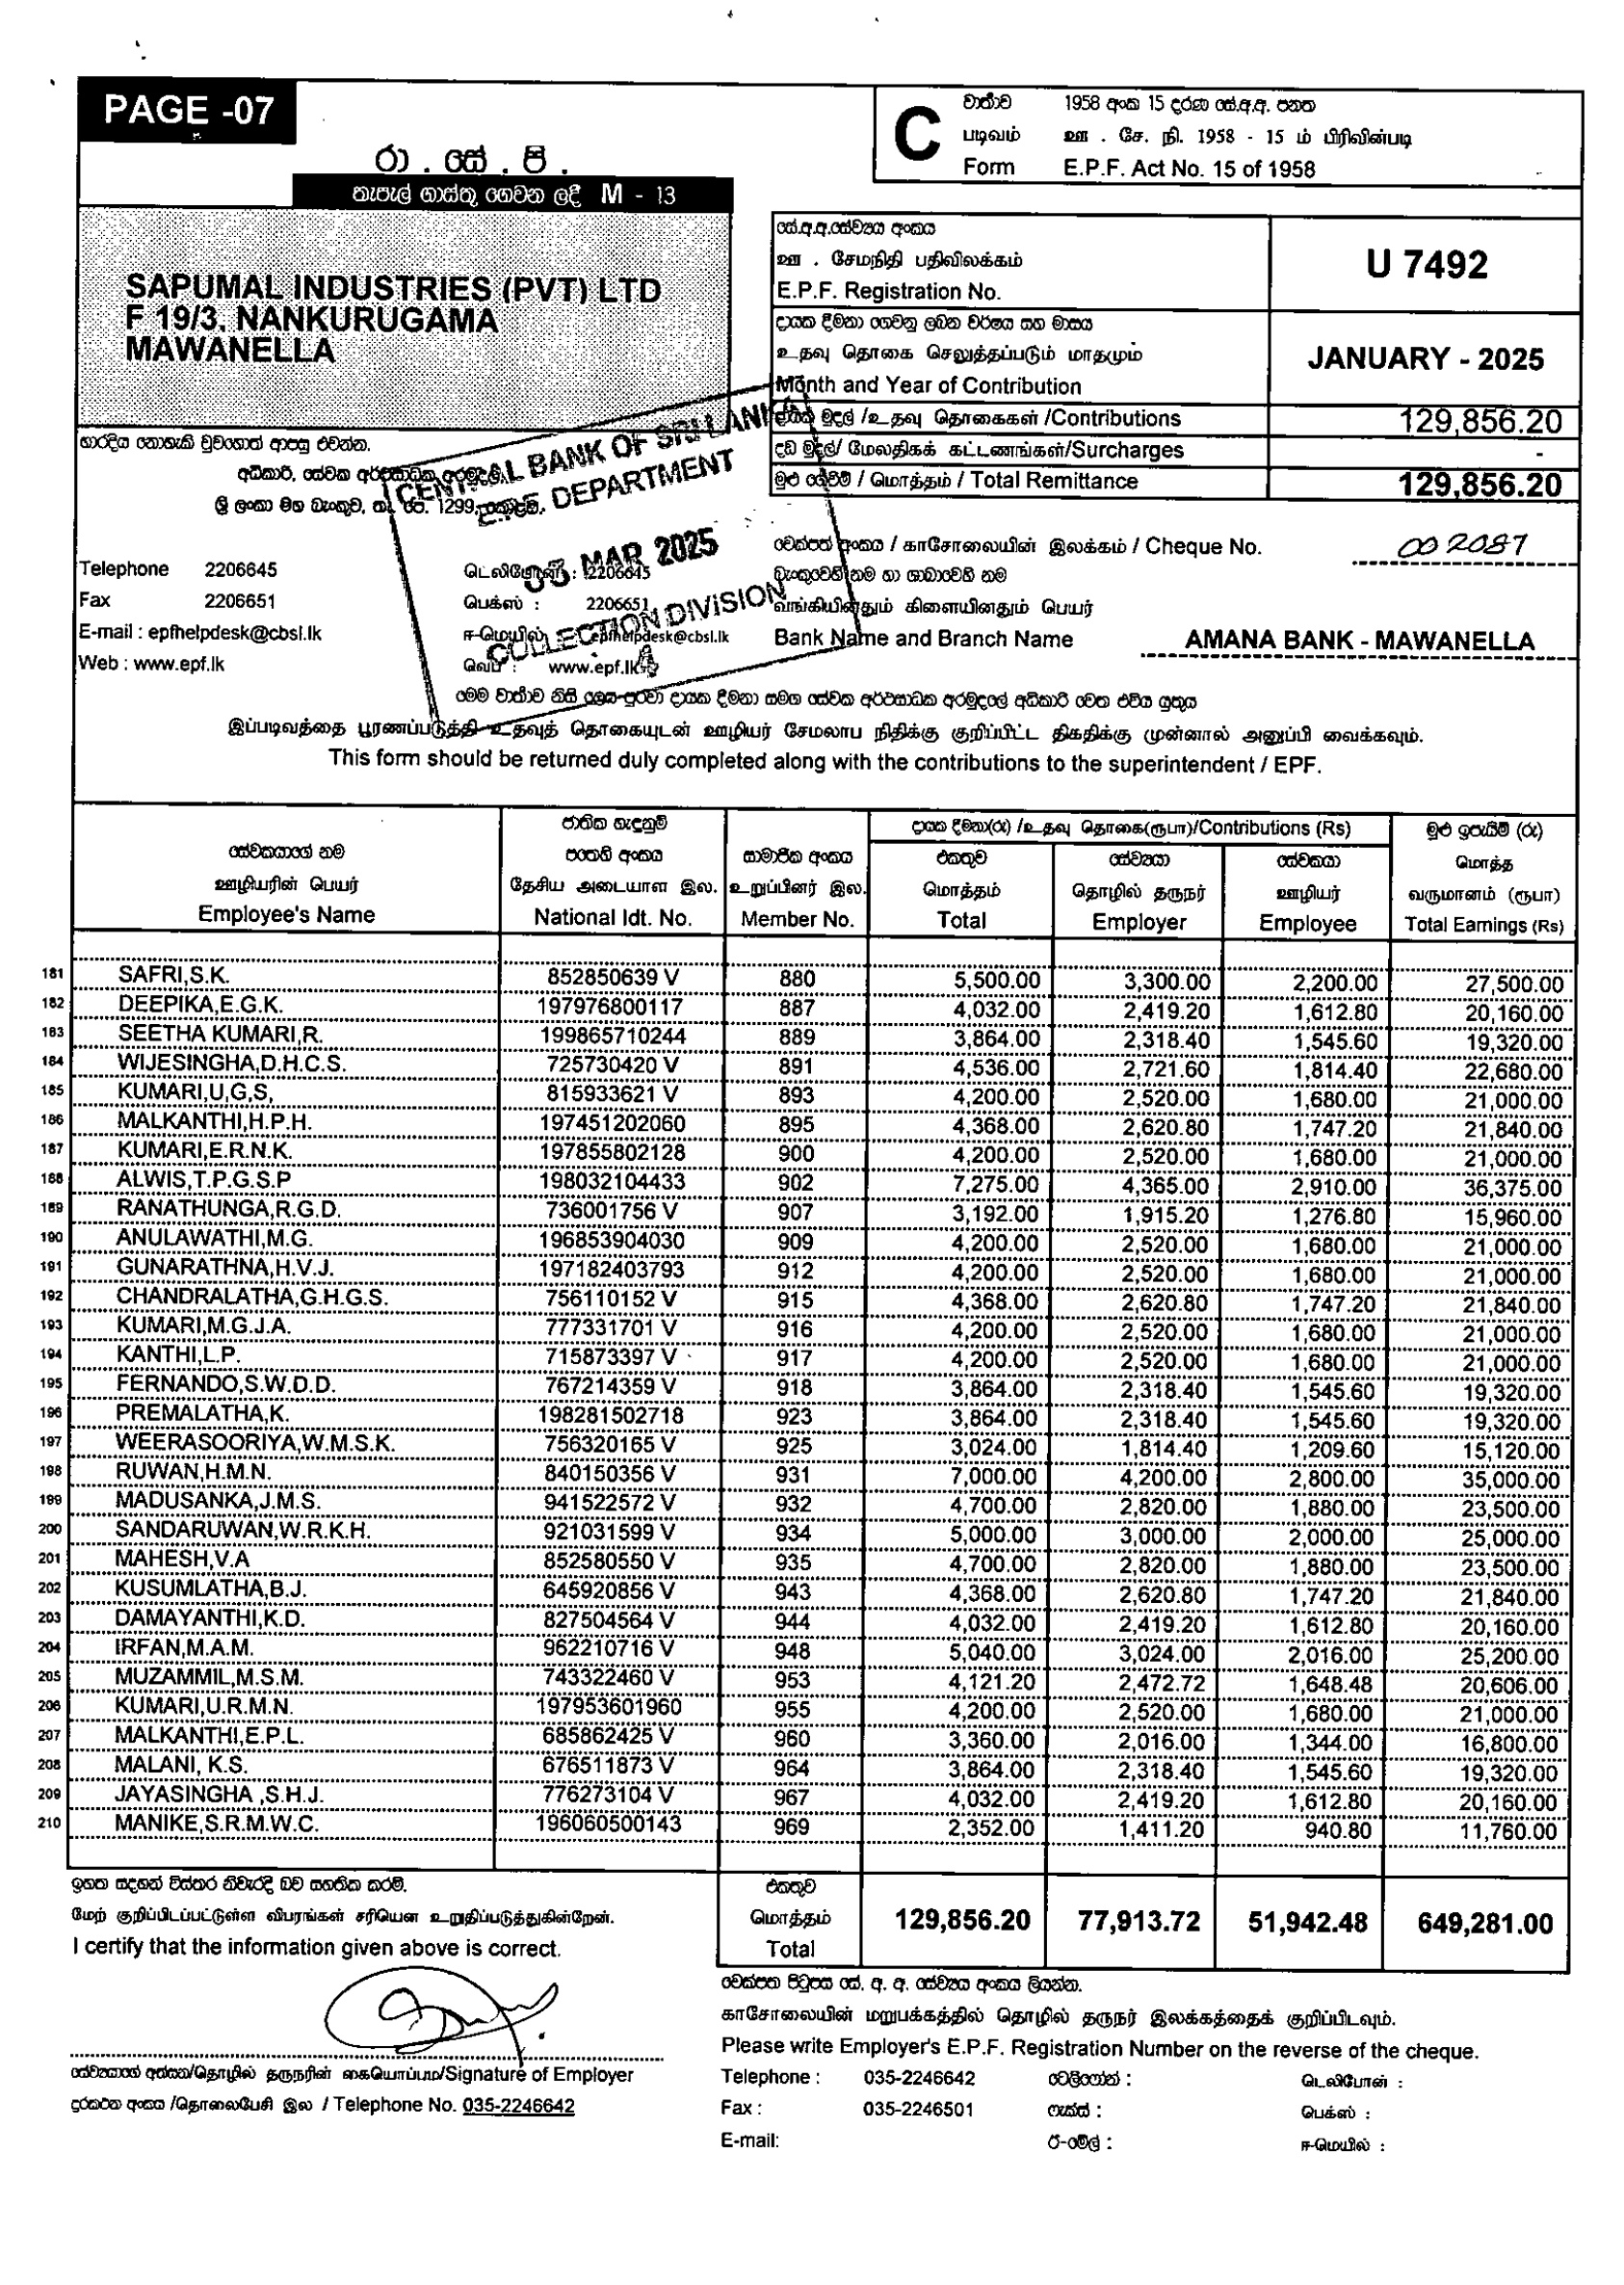 PAGE -07
රා . සේ . පි .
තැපැල් ගාස්තු ගෙවන ලදී M - 13
C
වාර්තාව 1958 අංක 15 දරණ සේ.අ.අ. පනත
படிவம் ஊ . சே. நி. 1958 - 15 ம் பிரிவின்படி
Form E.P.F. Act No. 15 of 1958
SAPUMAL INDUSTRIES (PVT) LTD
F 19/3, NANKURUGAMA
MAWANELLA
සේ.අ.අ.සේව්‍යය අංකය
ஊ . சேமநிதி பதிவிலக்கம்
E.P.F. Registration No.
U 7492
දායක දීමනා ගෙවනු ලබන වර්ෂය සහ මාසය
உதவு தொகை செலுத்தப்படும் மாதமும்
Month and Year of Contribution
JANUARY - 2025
දායක මුදල් /உதவு தொகைகள் /Contributions 129,856.20
දඩ මුදල්/ மேலதிகக் கட்டணங்கள்/Surcharges -
මුළු ගෙවීම් / மொத்தம் / Total Remittance 129,856.20
භාරදිය නොහැකි වුවහොත් ආපසු එවන්න.
අධිකාරි, සේවක අර්ථසාධක අරමුදල,
ශ්‍රී ලංකා මහ බැංකුව, තැ. පෙ. 1299,
CENTRAL BANK OF SRI LANKA
E.P.F. DEPARTMENT
03 MAR 2025
COLLECTION DIVISION
Telephone 2206645
Fax 2206651
E-mail : epfhelpdesk@cbsl.lk
Web : www.epf.lk
டெலிபோன் : 2206645
பெக்ஸ் : 2206651
ஈ-மெயில் epfhelpdesk@cbsl.lk
வெப் : www.epf.lk
චෙක්පත් අංකය / காசோலையின் இலக்கம் / Cheque No. 002087
බැංකුවෙහි නම හා ශාඛාවෙහි නම
வங்கியினதும் கிளையினதும் பெயர்
Bank Name and Branch Name AMANA BANK - MAWANELLA
මෙම වාර්තාව නිසි ලෙස පුරවා දායක දීමනා සමඟ සේවක අර්ථසාධක අරමුදලේ අධිකාරි වෙත එවිය යුතුය
இப்படிவத்தை பூரணப்படுத்தி உதவுத் தொகையுடன் ஊழியர் சேமலாப நிதிக்கு குறிப்பிட்ட திகதிக்கு முன்னால் அனுப்பி வைக்கவும்.
This form should be returned duly completed along with the contributions to the superintendent / EPF.
සේවකයාගේ නම
ஊழியரின் பெயர்
Employee's Name
ජාතික හැඳුනුම්
පතෙහි අංකය
தேசிய அடையாள இல.
National Idt. No.
සාමාජික අංකය
உறுப்பினர் இல.
Member No.
දායක දීමනා(රු) /உதவு தொகை(ரூபா)/Contributions (Rs)
එකතුව
மொத்தம்
Total
සේව්‍යයා
தொழில் தருநர்
Employer
සේවකයා
ஊழியர்
Employee
මුළු ඉපැයීම් (රු)
மொத்த
வருமானம் (ரூபா)
Total Earnings (Rs)
181 SAFRI,S.K. 852850639 V 880 5,500.00 3,300.00 2,200.00 27,500.00
182 DEEPIKA,E.G.K. 197976800117 887 4,032.00 2,419.20 1,612.80 20,160.00
183 SEETHA KUMARI,R. 199865710244 889 3,864.00 2,318.40 1,545.60 19,320.00
184 WIJESINGHA,D.H.C.S. 725730420 V 891 4,536.00 2,721.60 1,814.40 22,680.00
185 KUMARI,U,G,S, 815933621 V 893 4,200.00 2,520.00 1,680.00 21,000.00
186 MALKANTHI,H.P.H. 197451202060 895 4,368.00 2,620.80 1,747.20 21,840.00
187 KUMARI,E.R.N.K. 197855802128 900 4,200.00 2,520.00 1,680.00 21,000.00
188 ALWIS,T.P.G.S.P 198032104433 902 7,275.00 4,365.00 2,910.00 36,375.00
189 RANATHUNGA,R.G.D. 736001756 V 907 3,192.00 1,915.20 1,276.80 15,960.00
190 ANULAWATHI,M.G. 196853904030 909 4,200.00 2,520.00 1,680.00 21,000.00
191 GUNARATHNA,H.V.J. 197182403793 912 4,200.00 2,520.00 1,680.00 21,000.00
192 CHANDRALATHA,G.H.G.S. 756110152 V 915 4,368.00 2,620.80 1,747.20 21,840.00
193 KUMARI,M.G.J.A. 777331701 V 916 4,200.00 2,520.00 1,680.00 21,000.00
194 KANTHI,L.P. 715873397 V 917 4,200.00 2,520.00 1,680.00 21,000.00
195 FERNANDO,S.W.D.D. 767214359 V 918 3,864.00 2,318.40 1,545.60 19,320.00
196 PREMALATHA,K. 198281502718 923 3,864.00 2,318.40 1,545.60 19,320.00
197 WEERASOORIYA,W.M.S.K. 756320165 V 925 3,024.00 1,814.40 1,209.60 15,120.00
198 RUWAN,H.M.N. 840150356 V 931 7,000.00 4,200.00 2,800.00 35,000.00
199 MADUSANKA,J.M.S. 941522572 V 932 4,700.00 2,820.00 1,880.00 23,500.00
200 SANDARUWAN,W.R.K.H. 921031599 V 934 5,000.00 3,000.00 2,000.00 25,000.00
201 MAHESH,V.A 852580550 V 935 4,700.00 2,820.00 1,880.00 23,500.00
202 KUSUMLATHA,B.J. 645920856 V 943 4,368.00 2,620.80 1,747.20 21,840.00
203 DAMAYANTHI,K.D. 827504564 V 944 4,032.00 2,419.20 1,612.80 20,160.00
204 IRFAN,M.A.M. 962210716 V 948 5,040.00 3,024.00 2,016.00 25,200.00
205 MUZAMMIL,M.S.M. 743322460 V 953 4,121.20 2,472.72 1,648.48 20,606.00
206 KUMARI,U.R.M.N. 197953601960 955 4,200.00 2,520.00 1,680.00 21,000.00
207 MALKANTHI,E.P.L. 685862425 V 960 3,360.00 2,016.00 1,344.00 16,800.00
208 MALANI, K.S. 676511873 V 964 3,864.00 2,318.40 1,545.60 19,320.00
209 JAYASINGHA ,S.H.J. 776273104 V 967 4,032.00 2,419.20 1,612.80 20,160.00
210 MANIKE,S.R.M.W.C. 196060500143 969 2,352.00 1,411.20 940.80 11,760.00
ඉහත සඳහන් විස්තර නිවැරදි බව සහතික කරමි.
மேற் குறிப்பிடப்பட்டுள்ள விபரங்கள் சரியென உறுதிப்படுத்துகின்றேன்.
I certify that the information given above is correct.
එකතුව
மொத்தம்
Total
129,856.20 77,913.72 51,942.48 649,281.00
චෙක්පත පිටුපස සේ. අ. අ. සේව්‍යය අංකය ලියන්න.
காசோலையின் மறுபக்கத்தில் தொழில் தருநர் இலக்கத்தைக் குறிப்பிடவும்.
Please write Employer's E.P.F. Registration Number on the reverse of the cheque.
සේව්‍යයාගේ අත්සන/தொழில் தருநரின் கையொப்பம்/Signature of Employer
දුරකථන අංකය /தொலைபேசி இல / Telephone No. 035-2246642
Telephone : 035-2246642 ටෙලිෆෝන් : டெலிபோன் :
Fax : 035-2246501 ෆැක්ස් : பெக்ஸ் :
E-mail: ඊ-මේල් : ஈ-மெயில் :